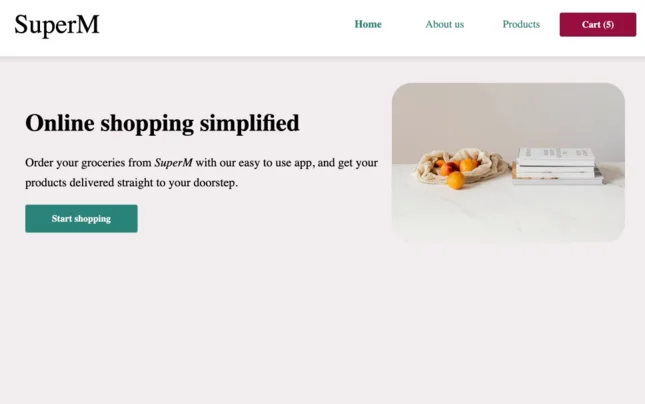 SuperM
Home
About us
Products
Cart (5)
Online shopping simplified
Order your groceries from SuperM with our easy to use app, and get your
products delivered straight to your doorstep.
Start shopping